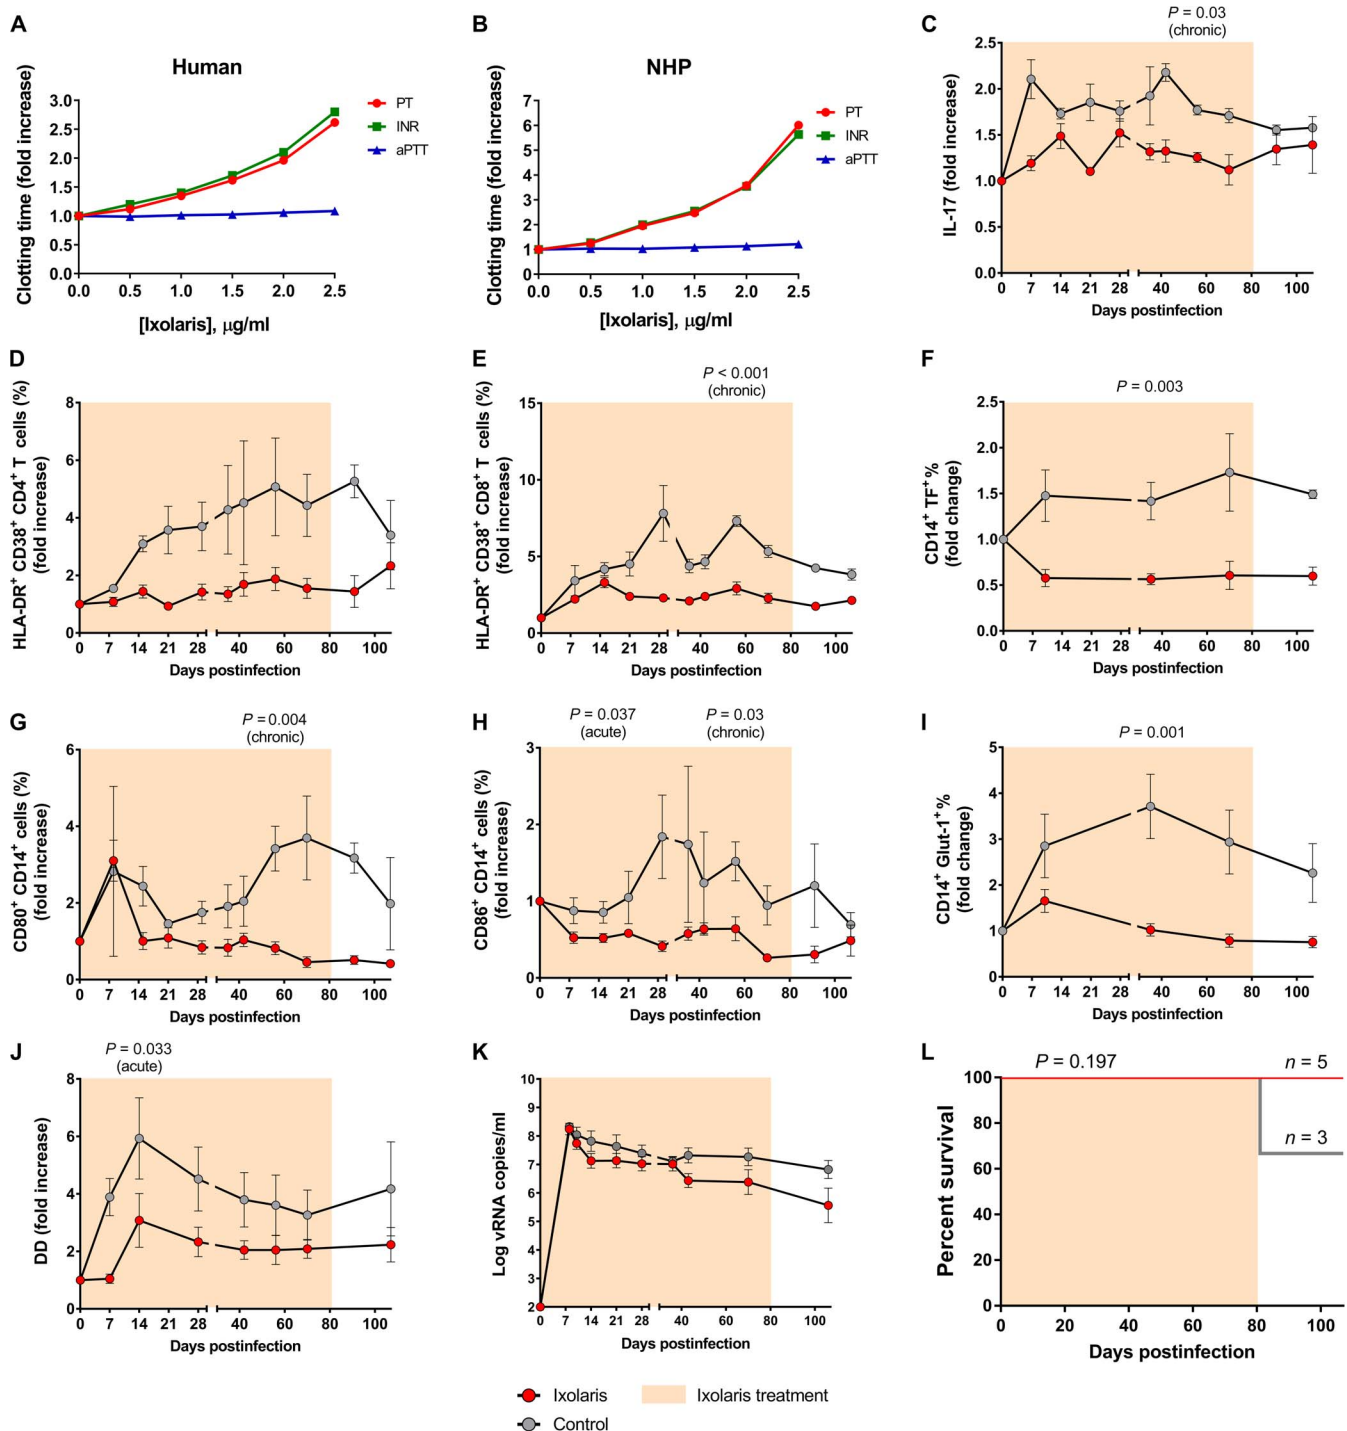 A
Human
Clotting time (fold increase)
3.0
2.5
2.0
1.5
1.0
0.5
0.0
0.0 0.5 1.0 1.5 2.0 2.5
[Ixolaris], μg/ml
PT
INR
aPTT
B
NHP
Clotting time (fold increase)
7
6
5
4
3
2
1
0
0.0 0.5 1.0 1.5 2.0 2.5
[Ixolaris], μg/ml
PT
INR
aPTT
C
P = 0.03
(chronic)
IL-17 (fold increase)
2.5
2.0
1.5
1.0
0.5
0.0
0 7 14 21 28 40 60 80 100
Days postinfection
D
HLA-DR⁺ CD38⁺ CD4⁺ T cells (%)
(fold increase)
8
6
4
2
0
0 7 14 21 28 40 60 80 100
Days postinfection
E
P < 0.001
(chronic)
HLA-DR⁺ CD38⁺ CD8⁺ T cells (%)
(fold increase)
15
10
5
0
0 7 14 21 28 40 60 80 100
Days postinfection
F
P = 0.003
CD14⁺ TF⁺%
(fold change)
2.5
2.0
1.5
1.0
0.5
0.0
0 7 14 21 28 40 60 80 100
Days postinfection
G
P = 0.004
(chronic)
CD80⁺ CD14⁺ cells (%)
(fold increase)
6
4
2
0
0 7 14 21 28 40 60 80 100
Days postinfection
H
P = 0.037
(acute)
P = 0.03
(chronic)
CD86⁺ CD14⁺ cells (%)
(fold increase)
3
2
1
0
0 7 14 21 28 40 60 80 100
Days postinfection
I
P = 0.001
CD14⁺ Glut-1⁺%
(fold change)
5
4
3
2
1
0
0 7 14 21 28 40 60 80 100
Days postinfection
J
P = 0.033
(acute)
DD (fold increase)
8
6
4
2
0
0 7 14 21 28 40 60 80 100
Days postinfection
K
Log vRNA copies/ml
10
9
8
7
6
5
4
3
2
0 7 14 21 28 40 60 80 100
Days postinfection
L
P = 0.197
n = 5
n = 3
Percent survival
100
80
60
40
20
0
0 20 40 60 80 100
Days postinfection
Ixolaris
Ixolaris treatment
Control